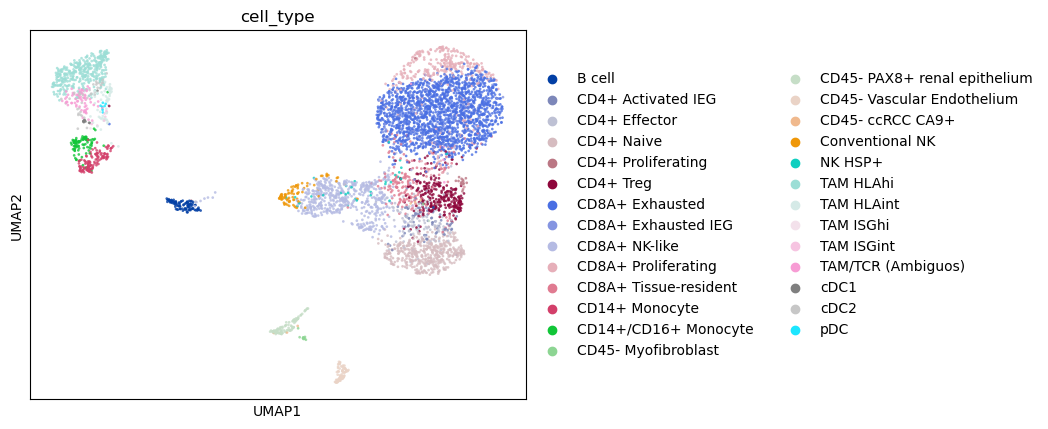 cell_type
UMAP2
UMAP1
B cell
CD4+ Activated IEG
CD4+ Effector
CD4+ Naive
CD4+ Proliferating
CD4+ Treg
CD8A+ Exhausted
CD8A+ Exhausted IEG
CD8A+ NK-like
CD8A+ Proliferating
CD8A+ Tissue-resident
CD14+ Monocyte
CD14+/CD16+ Monocyte
CD45- Myofibroblast
CD45- PAX8+ renal epithelium
CD45- Vascular Endothelium
CD45- ccRCC CA9+
Conventional NK
NK HSP+
TAM HLAhi
TAM HLAint
TAM ISGhi
TAM ISGint
TAM/TCR (Ambiguos)
cDC1
cDC2
pDC